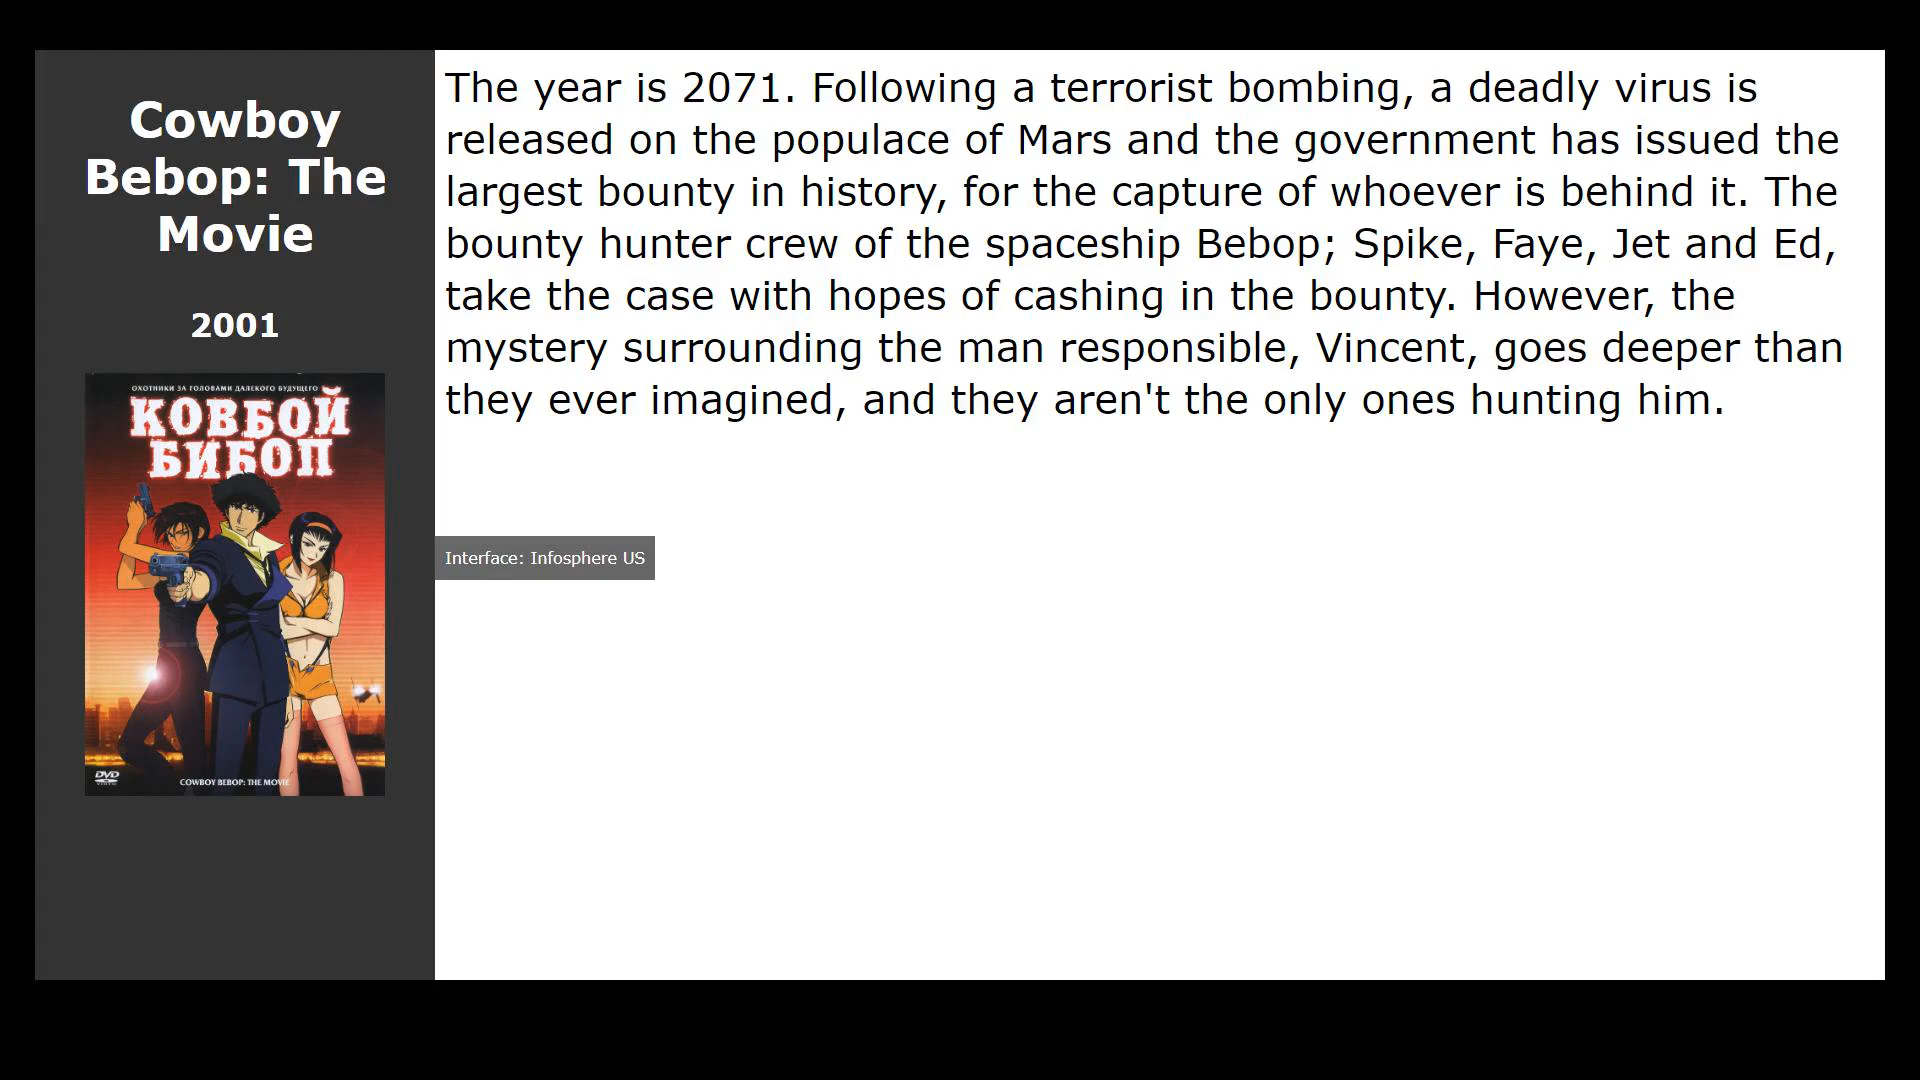 Cowboy
Bebop: The
Movie
2001
ОХОТНИКИ ЗА ГОЛОВАМИ ДАЛЕКОГО БУДУЩЕГО
КОВБОЙ
БИБОП
DVD
VIDEO
COWBOY BEBOP: THE MOVIE
The year is 2071. Following a terrorist bombing, a deadly virus is
released on the populace of Mars and the government has issued the
largest bounty in history, for the capture of whoever is behind it. The
bounty hunter crew of the spaceship Bebop; Spike, Faye, Jet and Ed,
take the case with hopes of cashing in the bounty. However, the
mystery surrounding the man responsible, Vincent, goes deeper than
they ever imagined, and they aren't the only ones hunting him.
Interface: Infosphere US